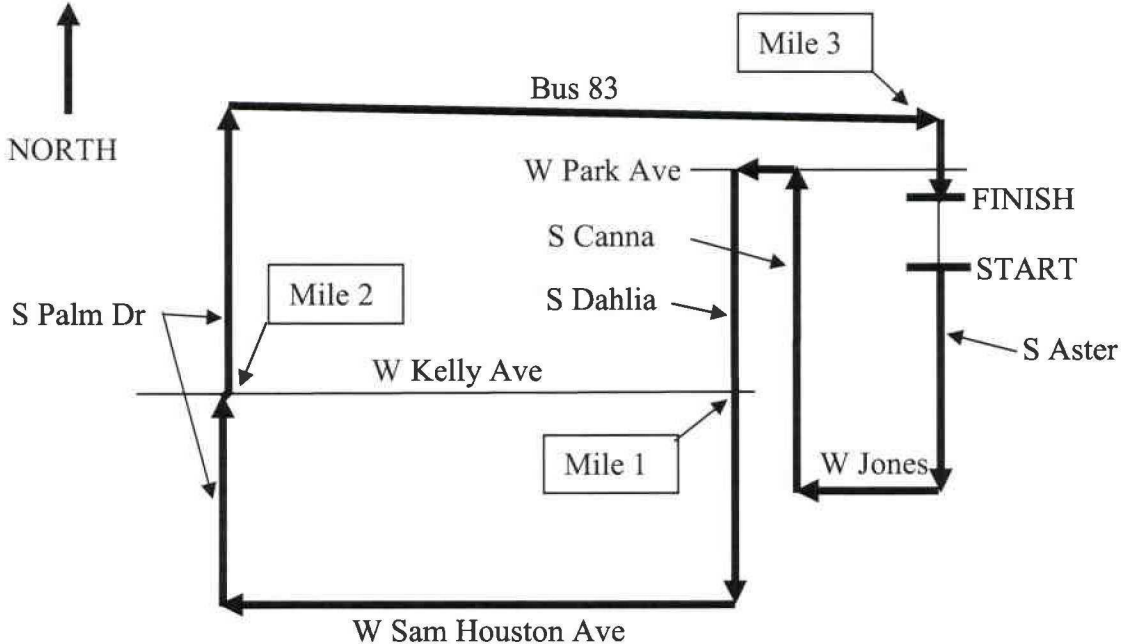 Mile 3
Bus 83
NORTH
W Park Ave
FINISH
S Canna
START
Mile 2
S Dahlia
S Palm Dr
S Aster
W Kelly Ave
Mile 1
W Jones
W Sam Houston Ave